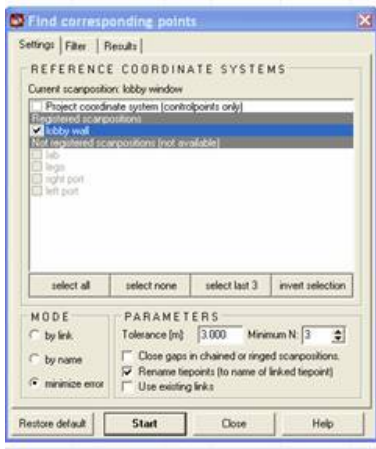 Find corresponding points
Settings Filter Results
REFERENCE COORDINATE SYSTEMS
Current scanposition: lobby window
Project coordinate system (controlpoints only)
Registered scanpositions
lobby wall
Not registered scanpositions (not available)
lab
lego
right port
left port
select all select none select last 3 invert selection
MODE PARAMETERS
by link Tolerance [m]: 3.000 Minimum N: 3
Close gaps in chained or ringed scanpositions.
by name Rename tiepoints (to name of linked tiepoint)
minimize error Use existing links
Restore default Start Close Help